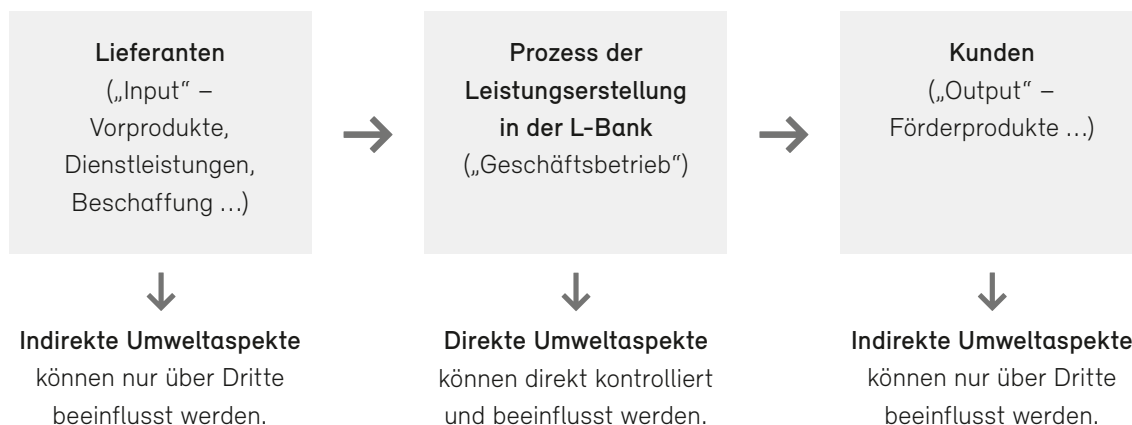 Lieferanten
(„Input“ –
Vorprodukte,
Dienstleistungen,
Beschaffung …)
Prozess der
Leistungserstellung
in der L-Bank
(„Geschäftsbetrieb“)
Kunden
(„Output“ –
Förderprodukte …)
Indirekte Umweltaspekte
können nur über Dritte
beeinflusst werden.
Direkte Umweltaspekte
können direkt kontrolliert
und beeinflusst werden.
Indirekte Umweltaspekte
können nur über Dritte
beeinflusst werden.